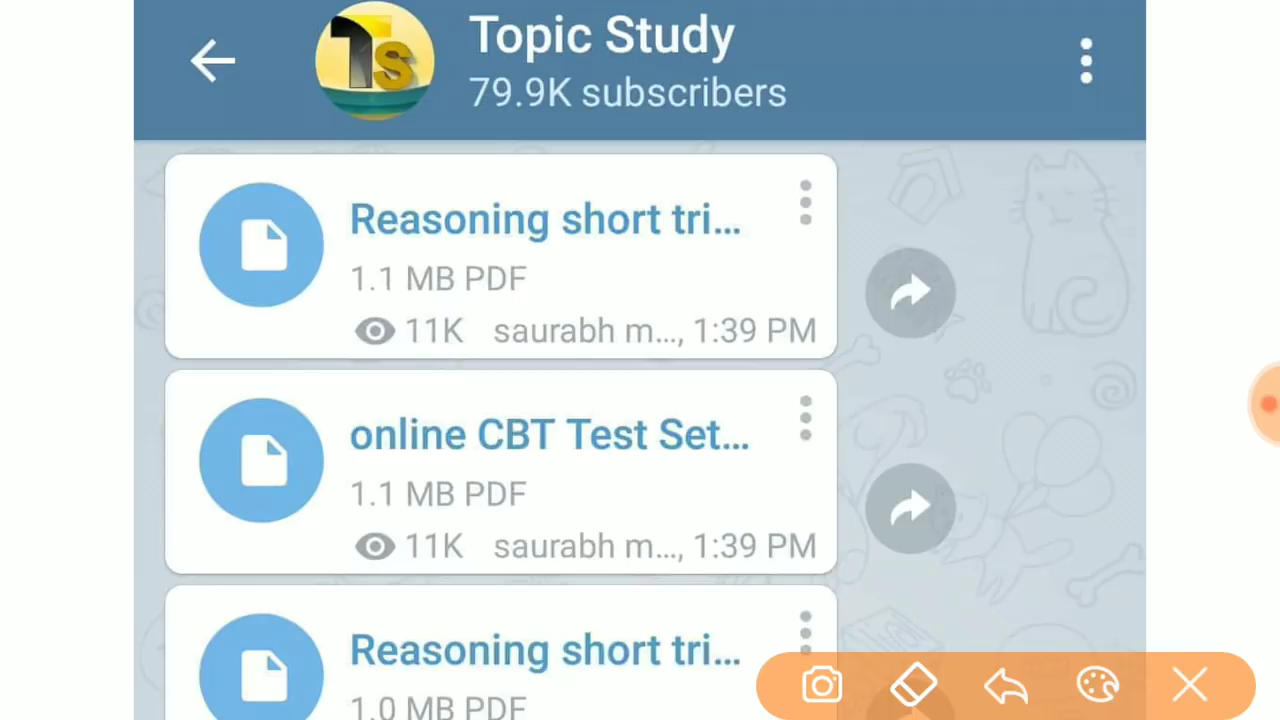 Topic Study
79.9K subscribers
Ts
Reasoning short tri...
1.1 MB PDF
11K saurabh m..., 1:39 PM
online CBT Test Set...
1.1 MB PDF
11K saurabh m..., 1:39 PM
Reasoning short tri...
1.0 MB PDF